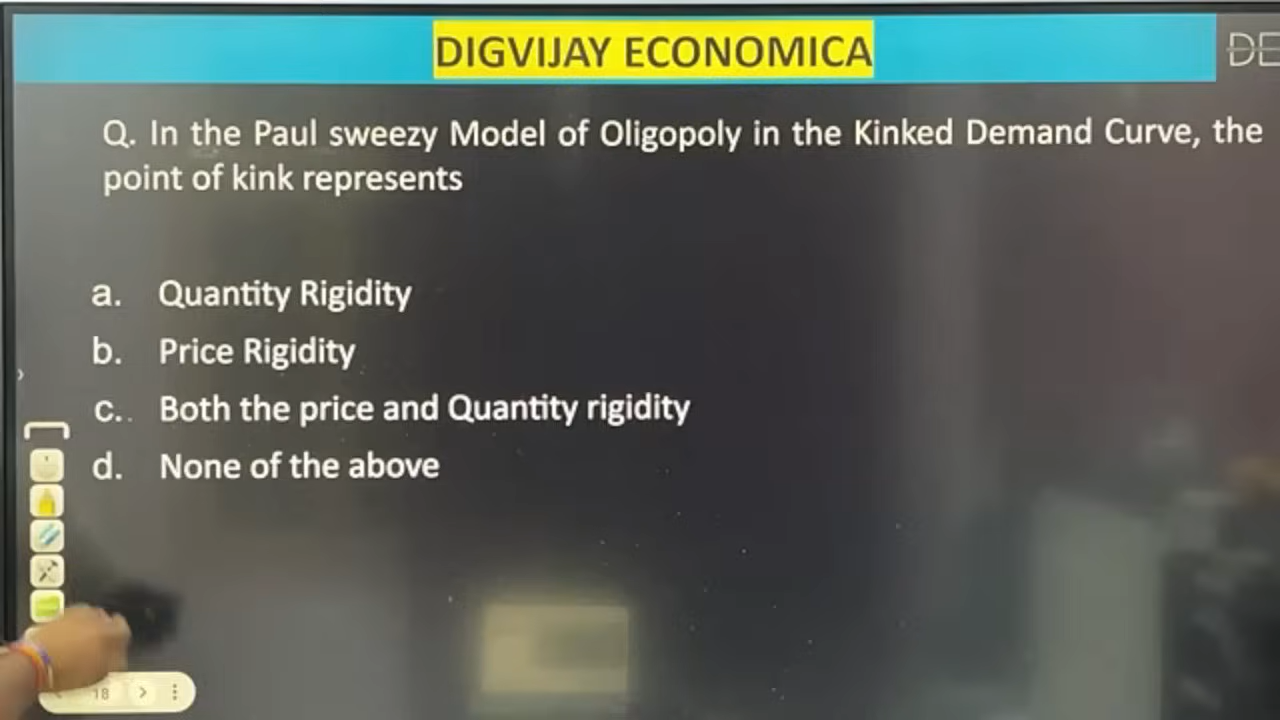 DIGVIJAY ECONOMICA
DE
Q. In the Paul sweezy Model of Oligopoly in the Kinked Demand Curve, the
point of kink represents
a. Quantity Rigidity
b. Price Rigidity
c.. Both the price and Quantity rigidity
d. None of the above
18